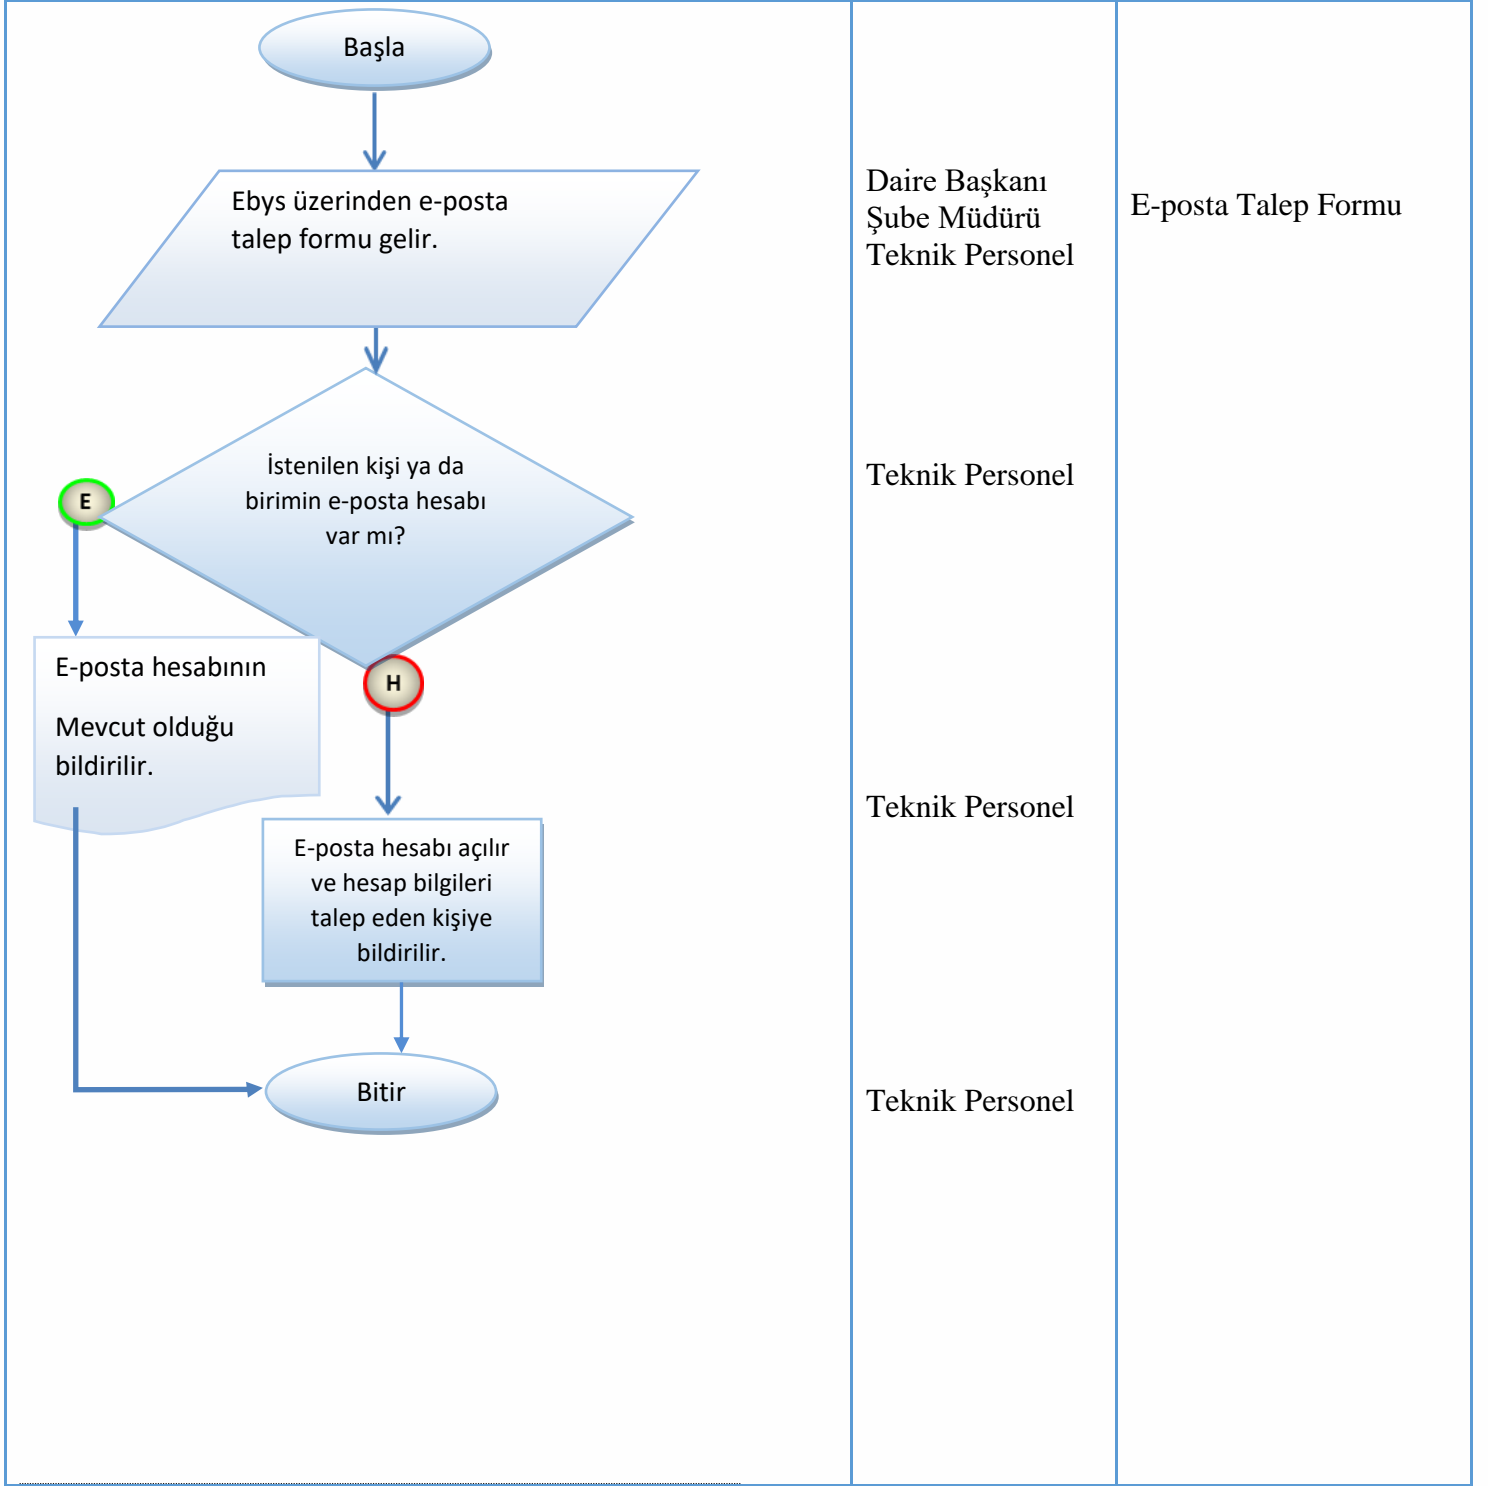 Başla
Ebys üzerinden e-posta
talep formu gelir.
Daire Başkanı
Şube Müdürü
Teknik Personel
E-posta Talep Formu
İstenilen kişi ya da
birimin e-posta hesabı
var mı?
E
Teknik Personel
E-posta hesabının
Mevcut olduğu
bildirilir.
H
E-posta hesabı açılır
ve hesap bilgileri
talep eden kişiye
bildirilir.
Teknik Personel
Bitir
Teknik Personel